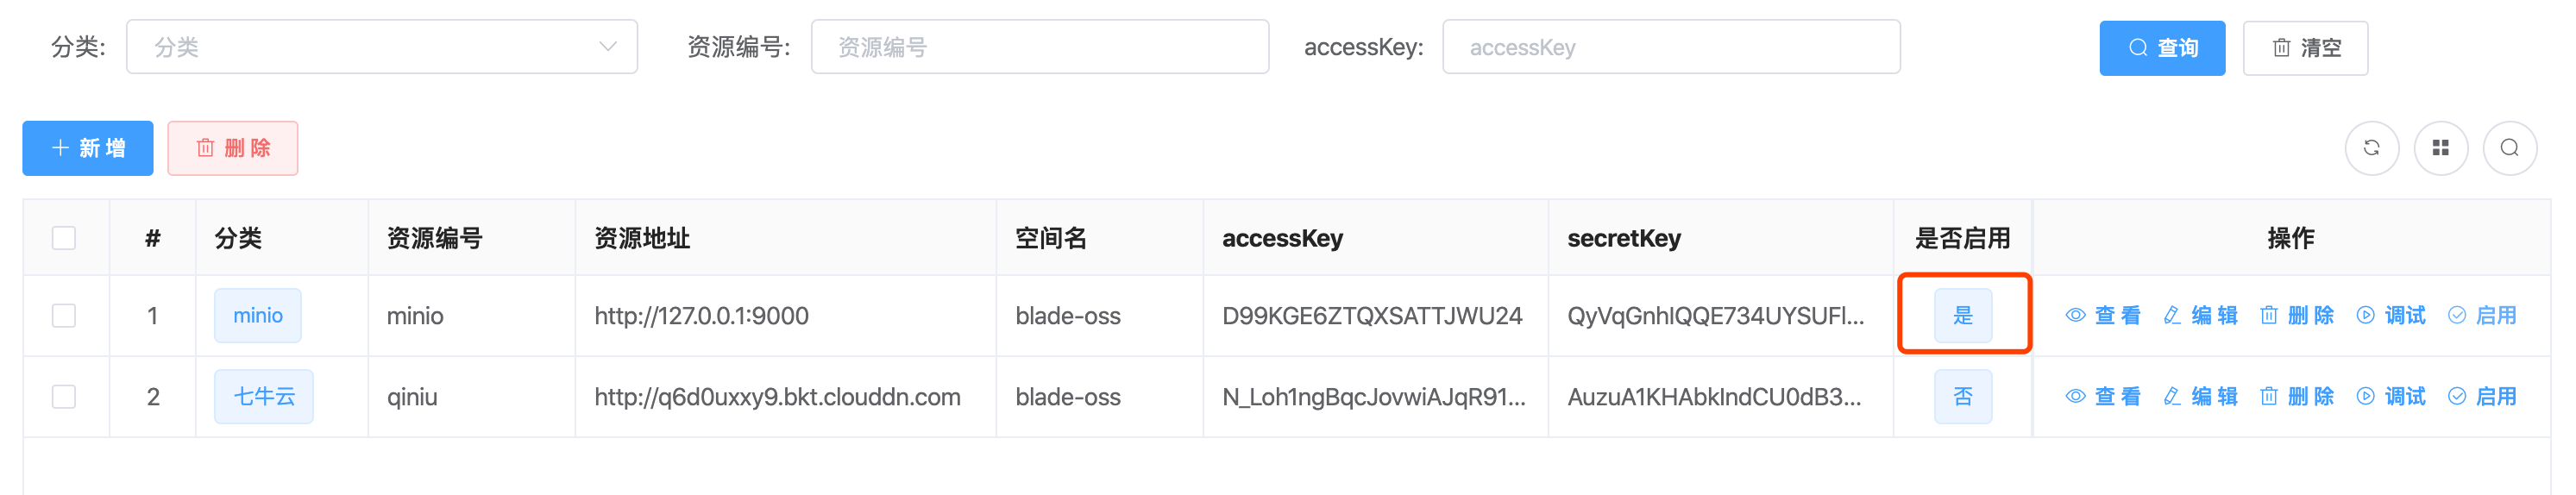 分类: 分类 资源编号: 资源编号 accessKey: accessKey 查询 清空
新 增 删 除
# 分类 资源编号 资源地址 空间名 accessKey secretKey 是否启用 操作
1 minio minio http://127.0.0.1:9000 blade-oss D99KGE6ZTQXSATTJWU24 QyVqGnhIQQE734UYSUFl... 是 查 看 编 辑 删 除 调试 启用
2 七牛云 qiniu http://q6d0uxxy9.bkt.clouddn.com blade-oss N_Loh1ngBqcJovwiAJqR91... AuzuA1KHAbkIndCU0dB3... 否 查 看 编 辑 删 除 调试 启用